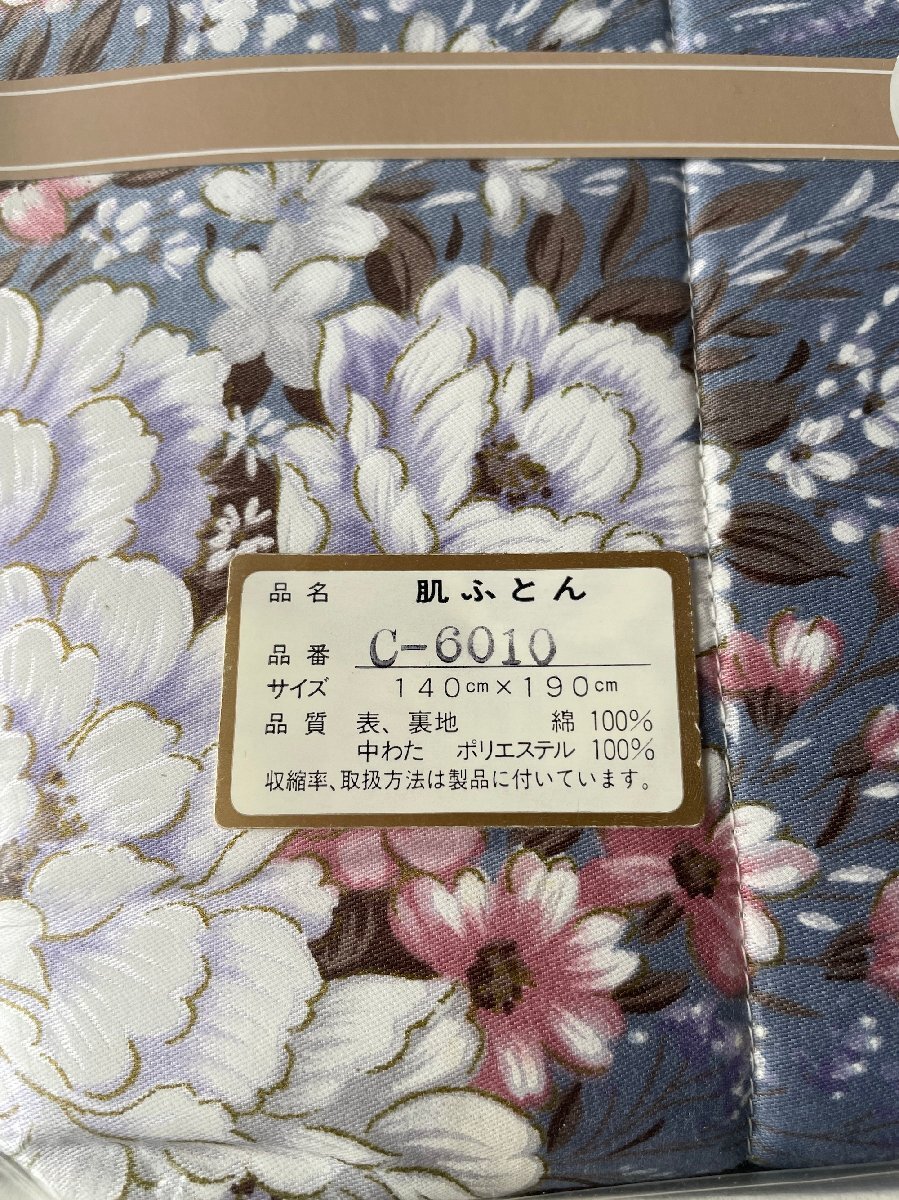 品名 肌ふとん
品番 C-6010
サイズ 140cm×190cm
品質 表、裏地 綿 100%
中わた ポリエステル 100%
収縮率、取扱方法は製品に付いています。